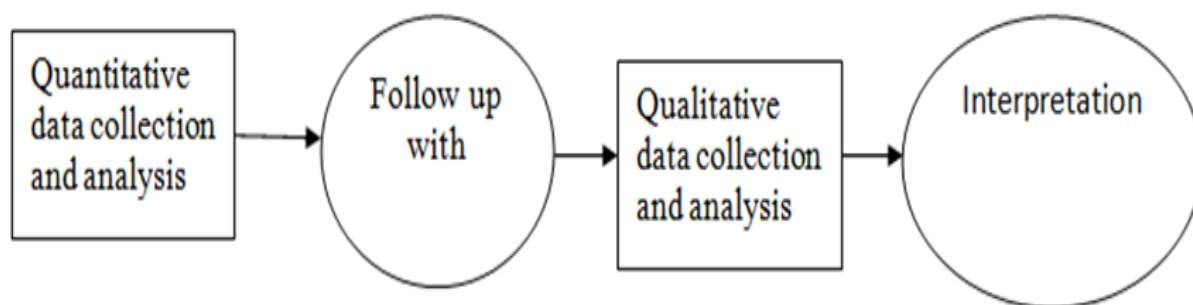 Quantitative
data collection
and analysis
Follow up
with
Qualitative
data collection
and analysis
Interpretation